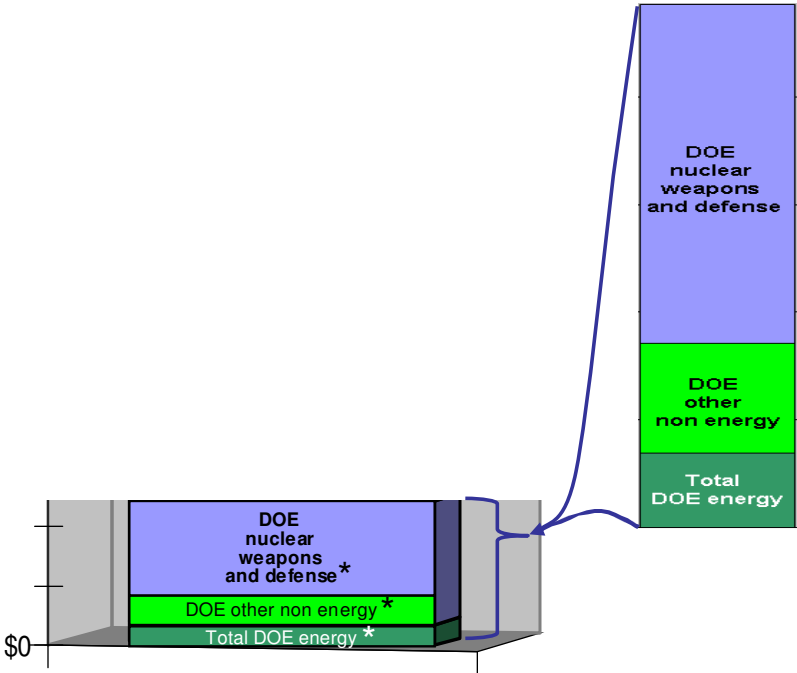 DOE
nuclear
weapons
and defense
DOE
other
non energy
Total
DOE energy
DOE
nuclear
weapons
and defense*
DOE other non energy*
Total DOE energy *
$0